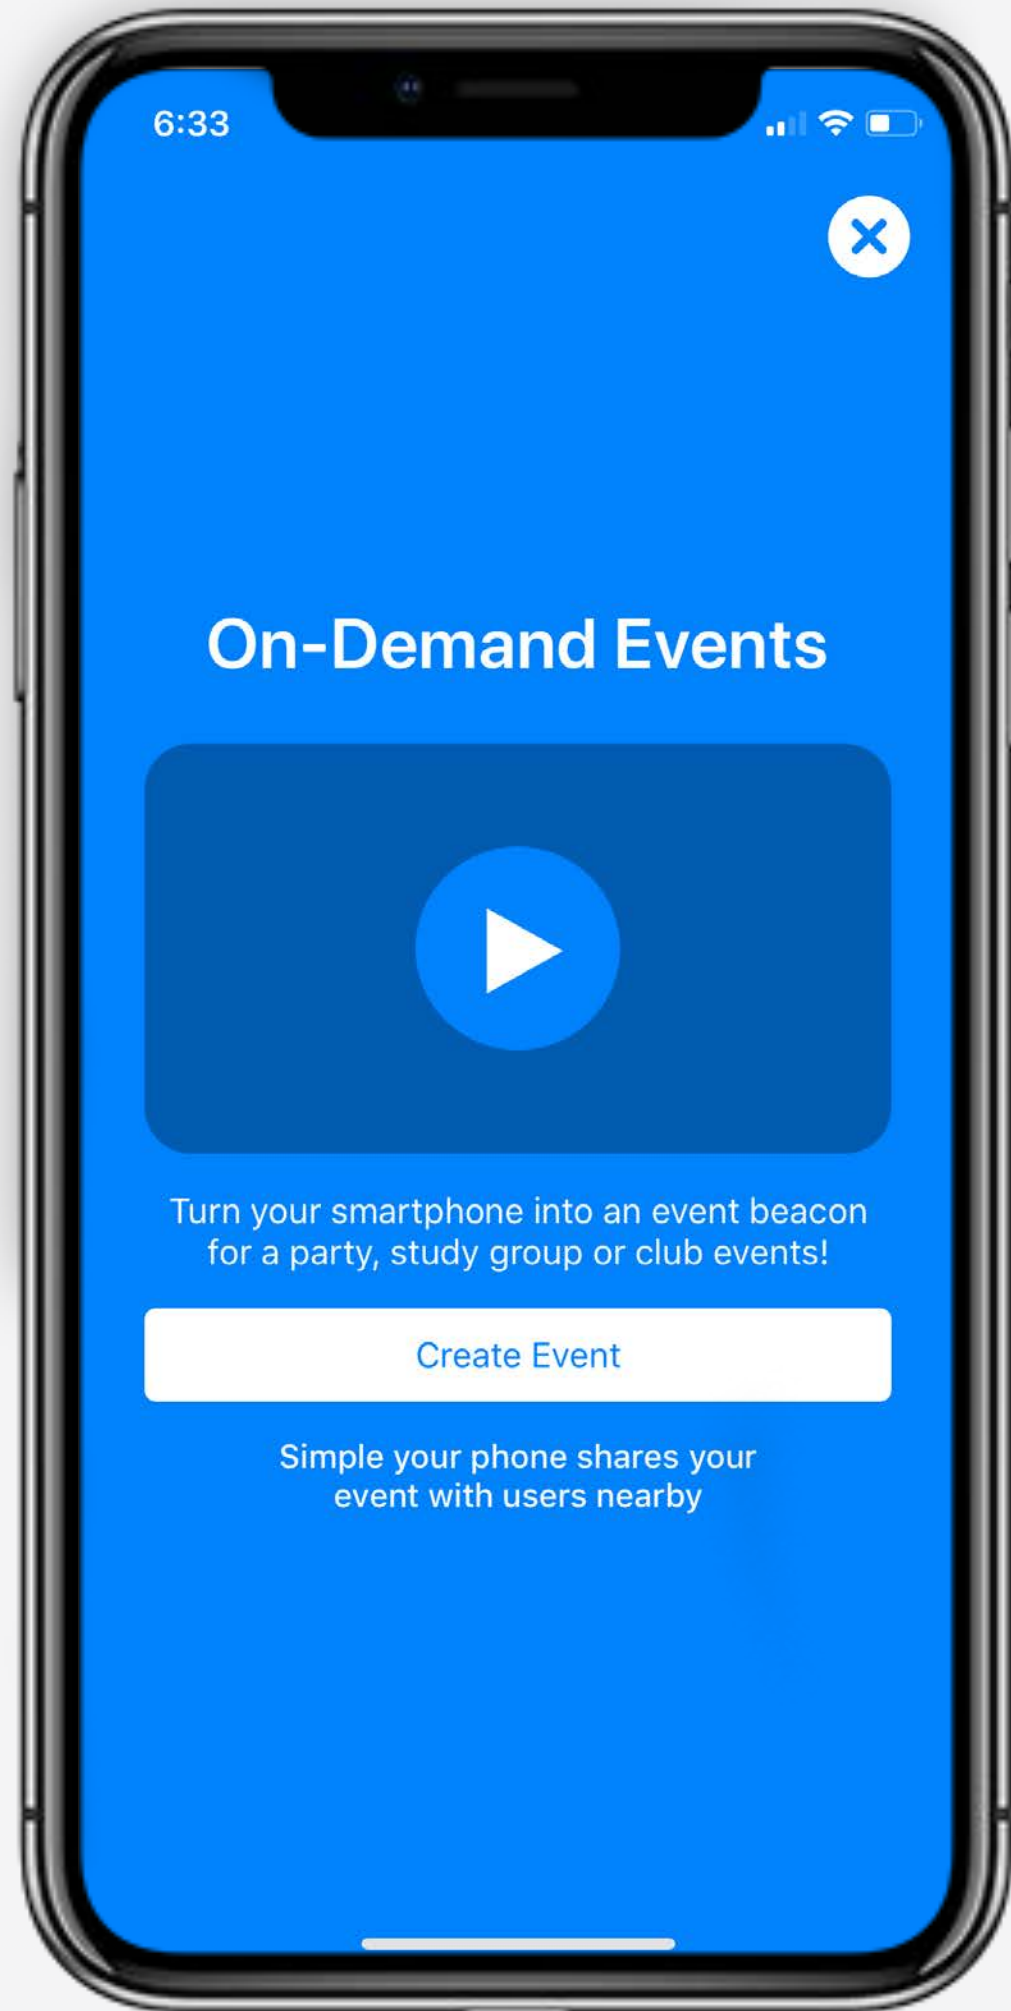 6:33
On-Demand Events
Turn your smartphone into an event beacon
for a party, study group or club events!
Create Event
Simple your phone shares your
event with users nearby